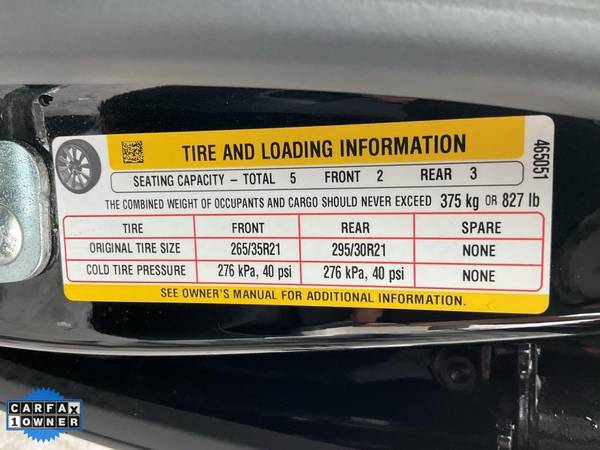 TIRE AND LOADING INFORMATION
SEATING CAPACITY – TOTAL 5 FRONT 2 REAR 3
THE COMBINED WEIGHT OF OCCUPANTS AND CARGO SHOULD NEVER EXCEED 375 kg OR 827 lb
TIRE FRONT REAR SPARE
ORIGINAL TIRE SIZE 265/35R21 295/30R21 NONE
COLD TIRE PRESSURE 276 kPa, 40 psi 276 kPa, 40 psi NONE
SEE OWNER'S MANUAL FOR ADDITIONAL INFORMATION.
465051
CARFAX
1 OWNER